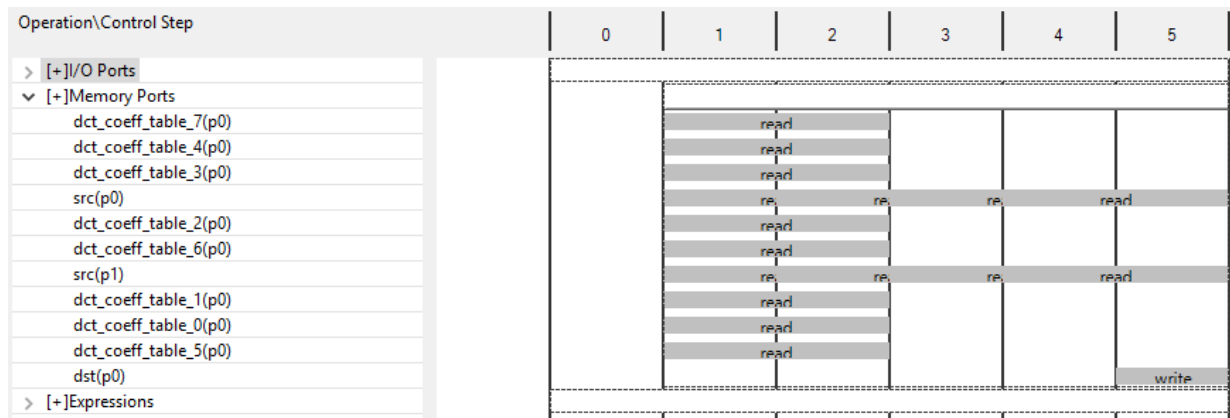 Operation\Control Step 0 1 2 3 4 5
[+]I/O Ports
[+]Memory Ports
dct_coeff_table_7(p0) read
dct_coeff_table_4(p0) read
dct_coeff_table_3(p0) read
src(p0) re re re read
dct_coeff_table_2(p0) read
dct_coeff_table_6(p0) read
src(p1) re re re read
dct_coeff_table_1(p0) read
dct_coeff_table_0(p0) read
dct_coeff_table_5(p0) read
dst(p0) write
[+]Expressions